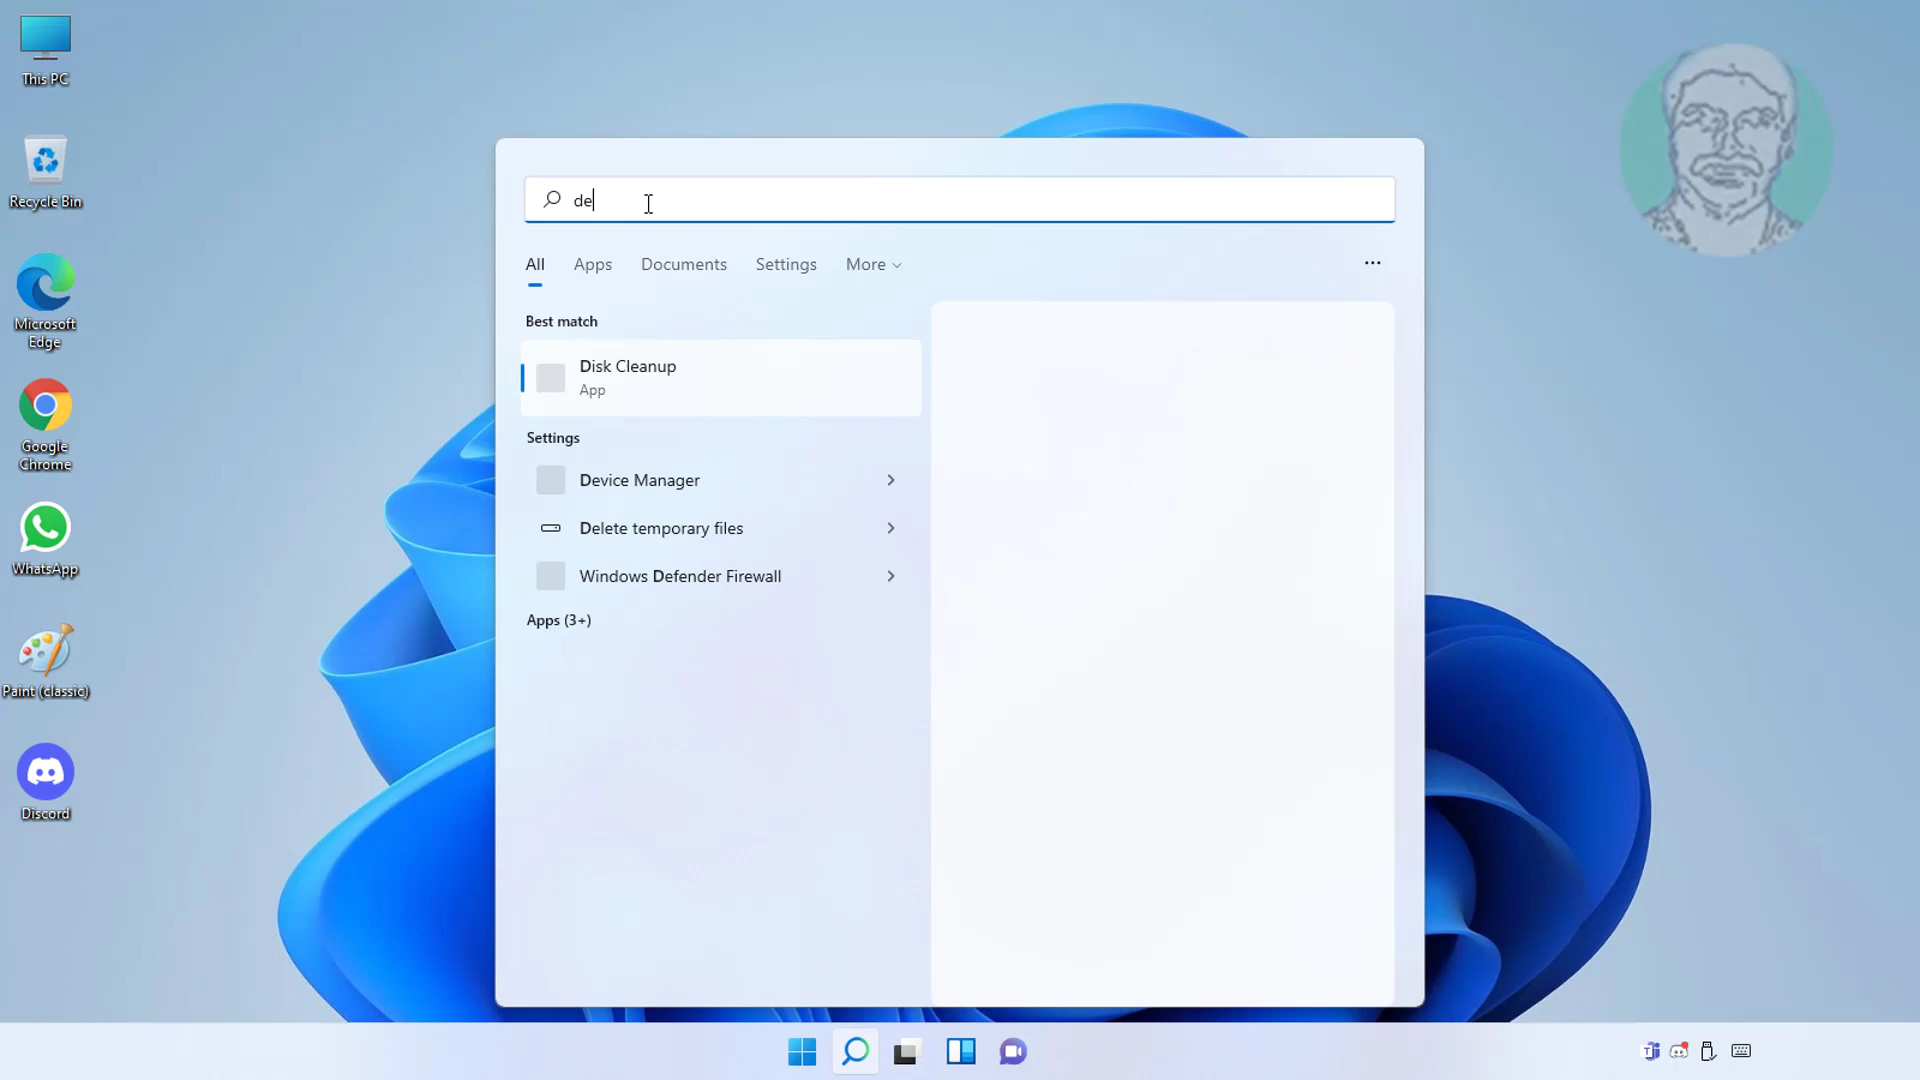 This PC
Recycle Bin
Microsoft
Edge
Google
Chrome
WhatsApp
Paint (classic)
Discord
de
All Apps Documents Settings More
Best match
Disk Cleanup
App
Settings
Device Manager
Delete temporary files
Windows Defender Firewall
Apps (3+)